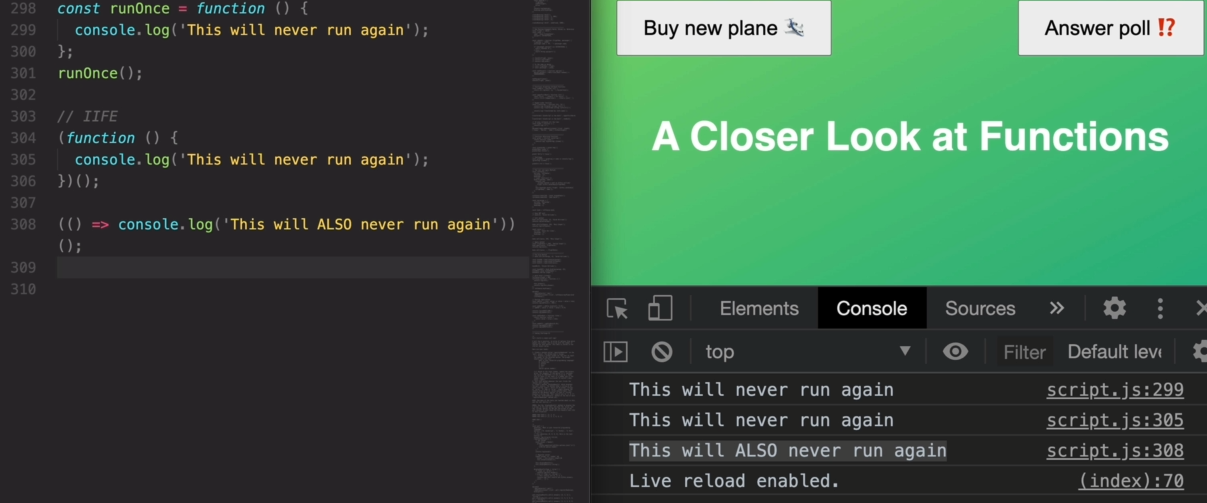 298 const runOnce = function () {
299 console.log('This will never run again');
300 };
301 runOnce();
302
303 // IIFE
304 (function () {
305 console.log('This will never run again');
306 })();
307
308 (() => console.log('This will ALSO never run again'))
();
309
310
Buy new plane 🛩
Answer poll ⁉️
A Closer Look at Functions
Elements Console Sources »
top Filter Default leve
This will never run again script.js:299
This will never run again script.js:305
This will ALSO never run again script.js:308
Live reload enabled. (index):70